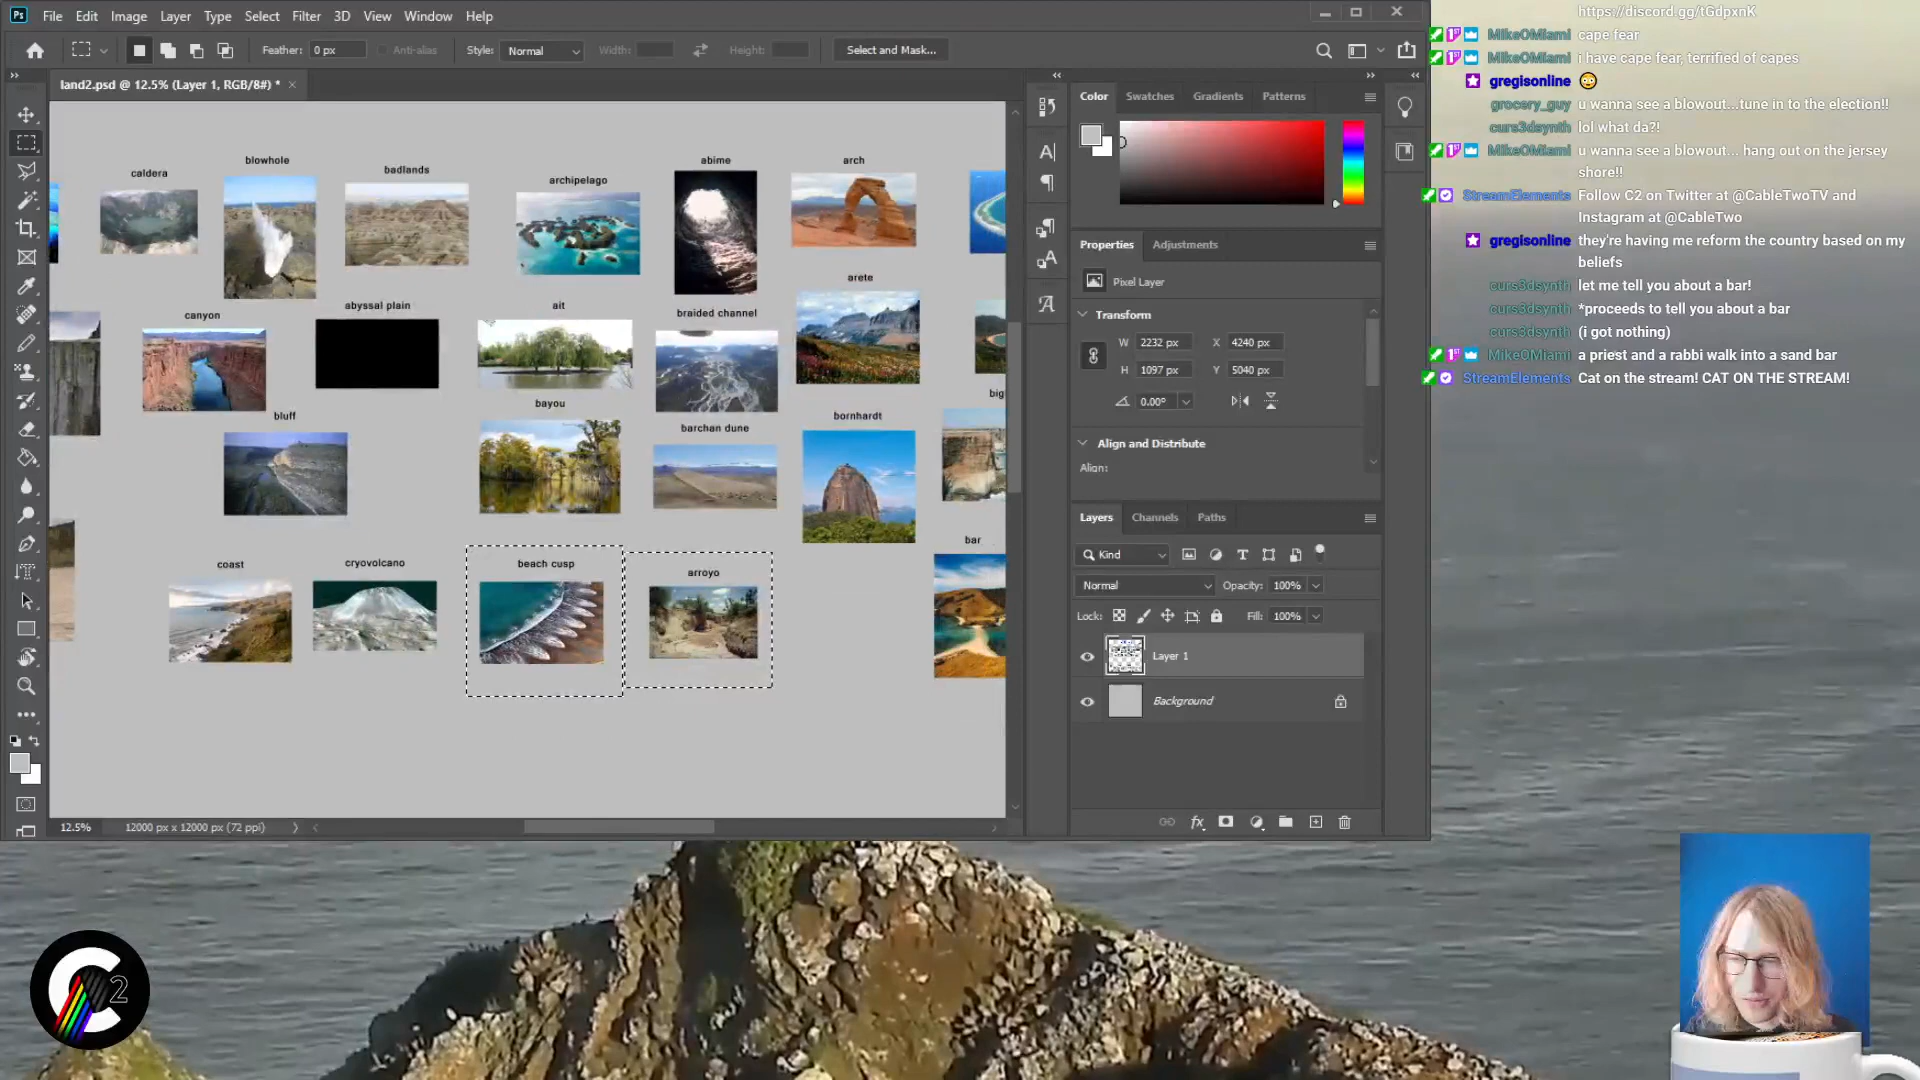 Ps File Edit Image Layer Type Select Filter 3D View Window Help
Feather: 0 px Anti-alias Style: Normal Width: Height: Select and Mask...
land2.psd @ 12.5% (Layer 1, RGB/8#) *
caldera
blowhole
badlands
archipelago
abime
arch
canyon
abyssal plain
ait
braided channel
arete
bluff
bayou
barchan dune
bornhardt
big
coast
cryovolcano
beach cusp
arroyo
bar
12.5% 12000 px x 12000 px (72 ppi)
Color Swatches Gradients Patterns
Properties Adjustments
Pixel Layer
Transform
W 2232 px X 4240 px
H 1097 px Y 5040 px
0.00°
Align and Distribute
Align:
Layers Channels Paths
Kind
Normal Opacity: 100%
Lock: Fill: 100%
Layer 1
Background
https://discord.gg/tGdpxnK
MikeOMiami cape fear
MikeOMiami i have cape fear, terrified of capes
gregisonline
grocery_guy u wanna see a blowout...tune in to the election!!
curs3dsynth lol what da?!
MikeOMiami u wanna see a blowout... hang out on the jersey
shore!!
StreamElements Follow C2 on Twitter at @CableTwoTV and
Instagram at @CableTwo
gregisonline they're having me reform the country based on my
beliefs
curs3dsynth let me tell you about a bar!
curs3dsynth *proceeds to tell you about a bar
curs3dsynth (i got nothing)
MikeOMiami a priest and a rabbi walk into a sand bar
StreamElements Cat on the stream! CAT ON THE STREAM!
C2